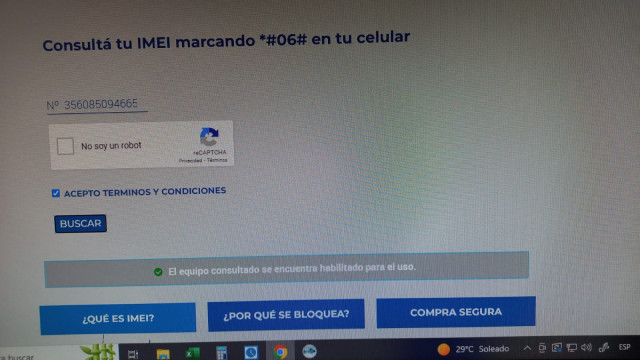 Consultá tu IMEI marcando *#06# en tu celular
Nº 356085094665
No soy un robot
reCAPTCHA
Privacidad - Términos
ACEPTO TERMINOS Y CONDICIONES
BUSCAR
El equipo consultado se encuentra habilitado para el uso.
¿QUÉ ES IMEI?
¿POR QUÉ SE BLOQUEA?
COMPRA SEGURA
buscar
29°C Soleado
ESP